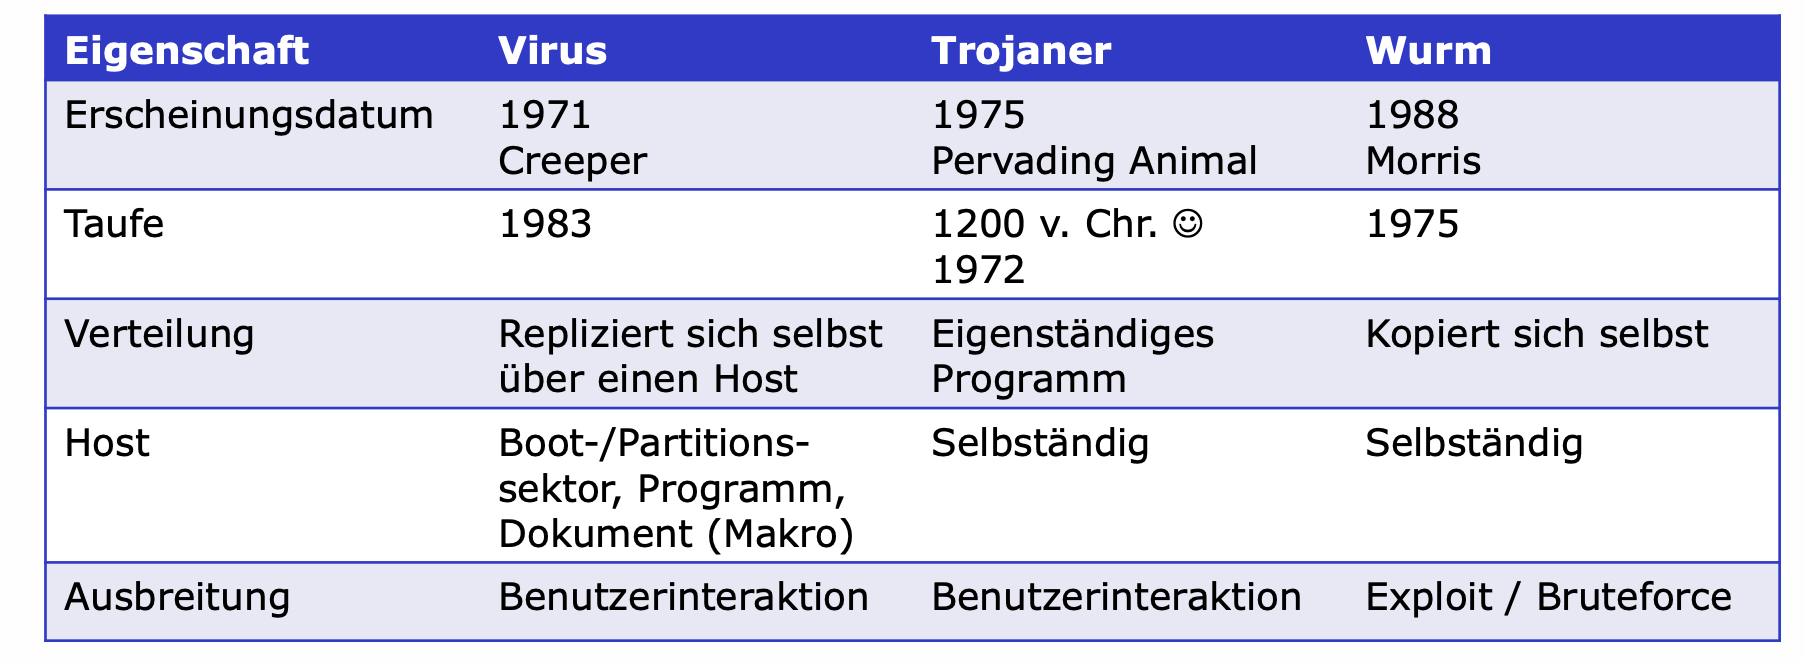 Eigenschaft Virus Trojaner Wurm
Erscheinungsdatum 1971 1975 1988
Creeper Pervading Animal Morris
Taufe 1983 1200 v. Chr. ☺ 1975
1972
Verteilung Repliziert sich selbst Eigenständiges Kopiert sich selbst
über einen Host Programm
Host Boot-/Partitions- Selbständig Selbständig
sektor, Programm,
Dokument (Makro)
Ausbreitung Benutzerinteraktion Benutzerinteraktion Exploit / Bruteforce